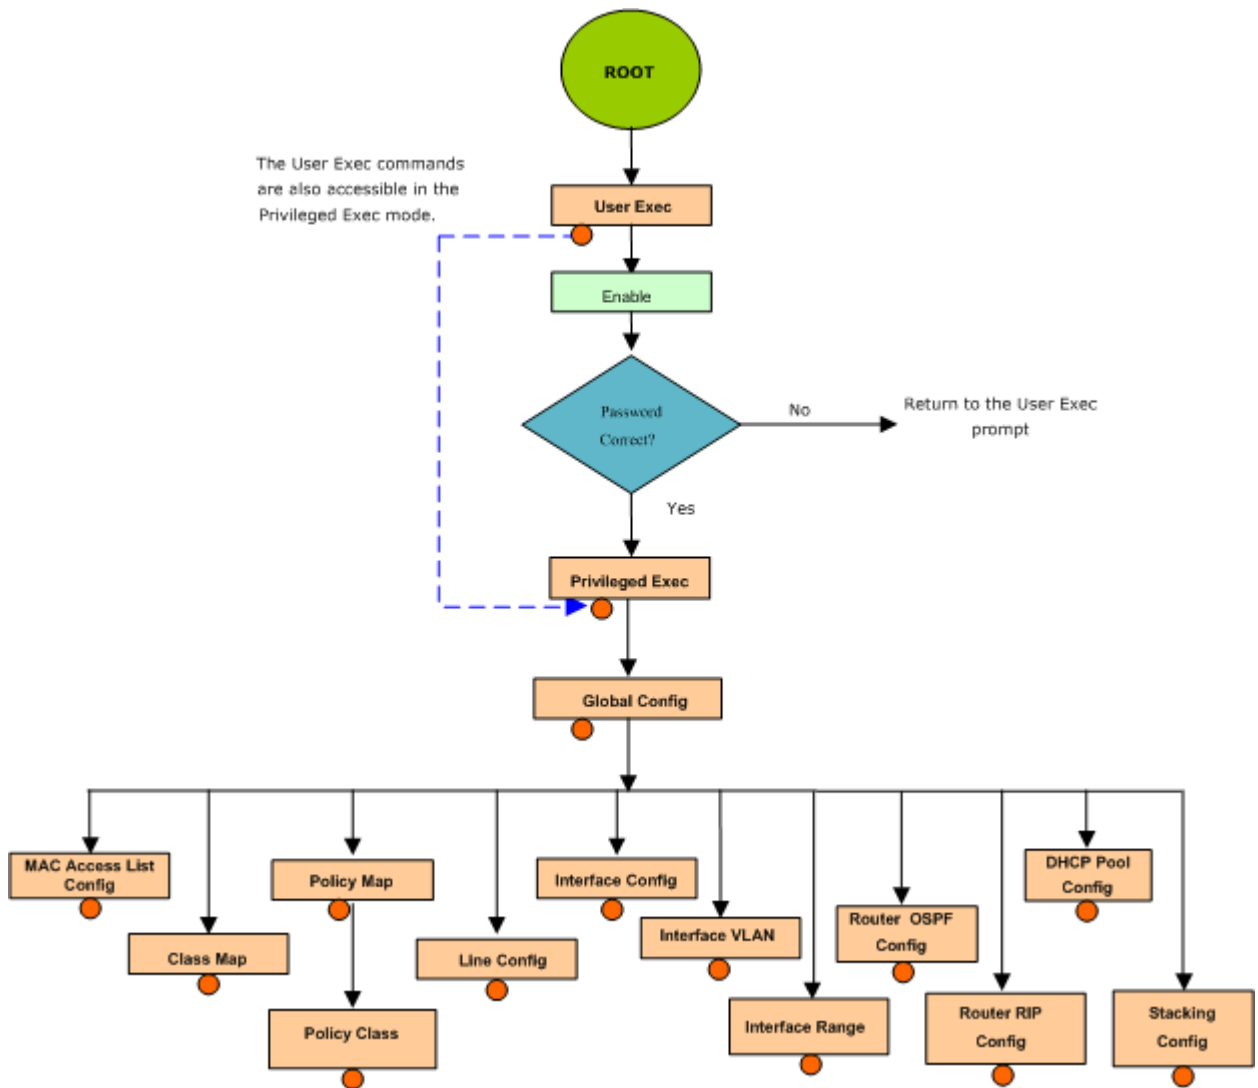 ROOT
The User Exec commands
are also accessible in the
Privileged Exec mode.
User Exec
Enable
Password
Correct?
No
Return to the User Exec
prompt
Yes
Privileged Exec
Global Config
MAC Access List
Config
Policy Map
Interface Config
DHCP Pool
Config
Class Map
Line Config
Interface VLAN
Router OSPF
Config
Policy Class
Interface Range
Router RIP
Config
Stacking
Config